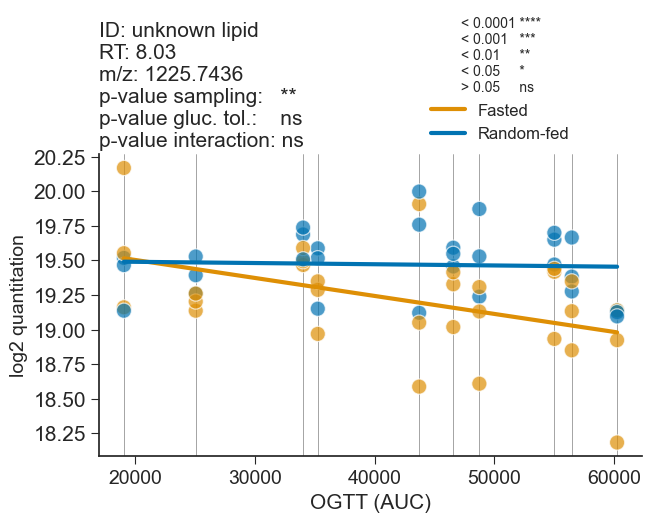 ID: unknown lipid
RT: 8.03
m/z: 1225.7436
p-value sampling: **
p-value gluc. tol.: ns
p-value interaction: ns
< 0.0001 ****
< 0.001 ***
< 0.01 **
< 0.05 *
> 0.05 ns
Fasted
Random-fed
20.25
20.00
19.75
19.50
19.25
19.00
18.75
18.50
18.25
log2 quantitation
20000 30000 40000 50000 60000
OGTT (AUC)